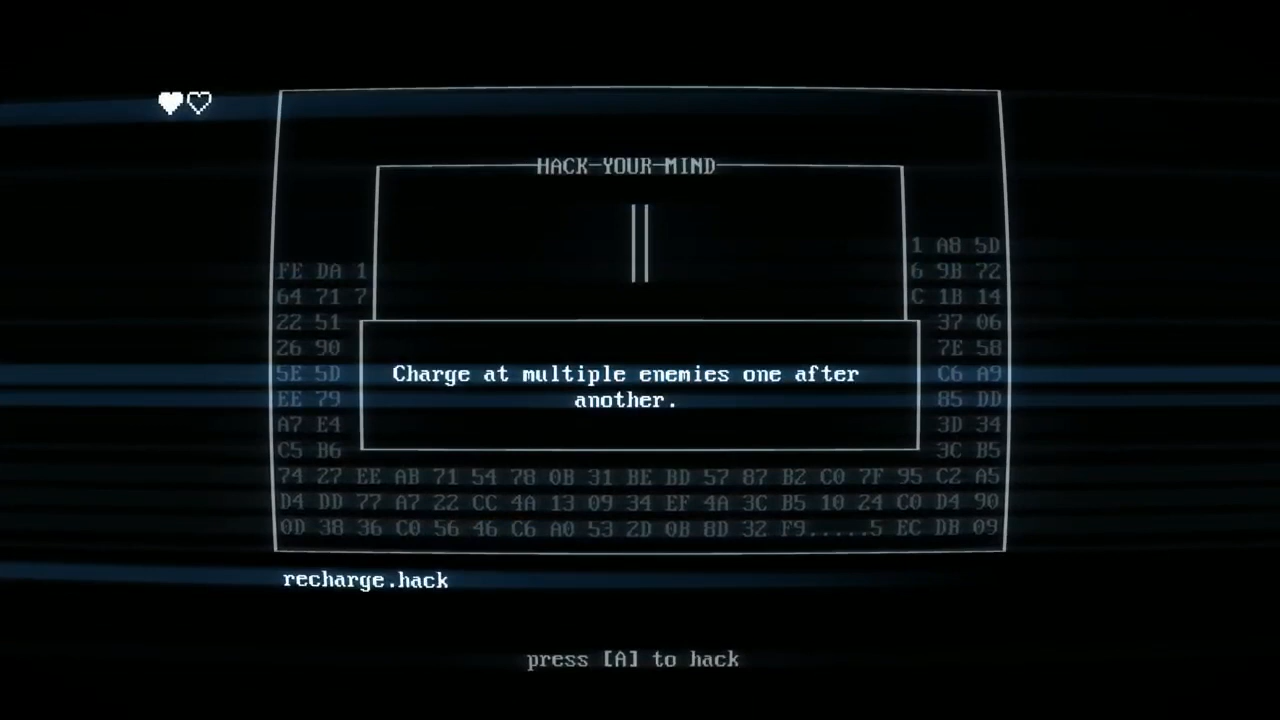 HACK-YOUR-MIND
1 A8 5D
FE DA 1 6 9B 72
64 71 7 C 1B 14
22 51 37 06
26 90 7E 58
5E 5D C6 A9
EE 79 85 DD
A7 E4 3D 34
C5 B6 3C B5
Charge at multiple enemies one after
another.
74 27 EE AB 71 54 78 0B 31 BE BD 57 87 B2 C0 7F 95 C2 A5
D4 DD 77 A7 22 CC 4A 13 09 34 EF 4A 3C B5 10 24 C0 D4 90
0D 38 36 C0 56 46 C6 A0 53 2D 0B 8D 32 F9.....5 EC DB 09
recharge.hack
press [A] to hack